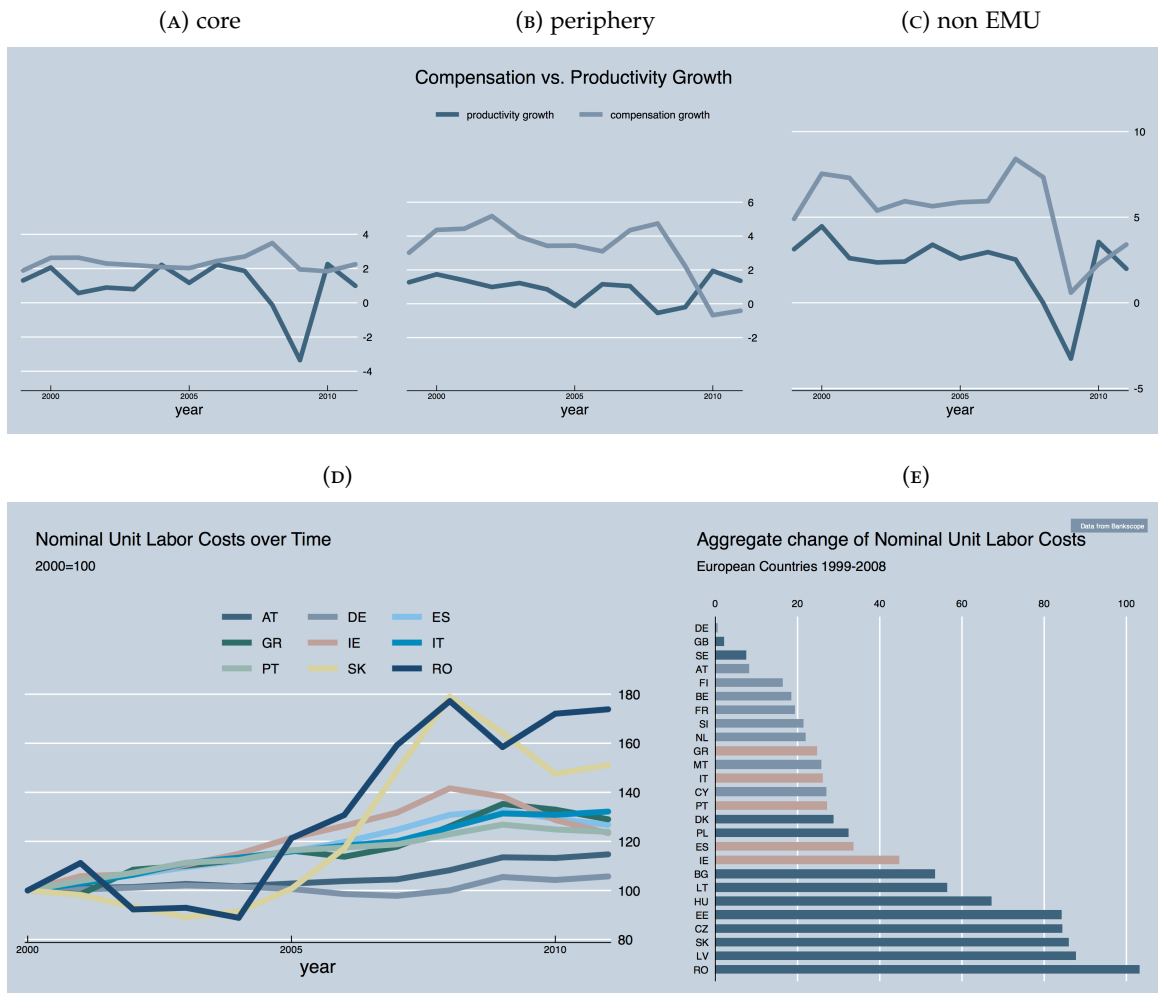 (A) core
(B) periphery
(C) non EMU
Compensation vs. Productivity Growth
productivity growth
compensation growth
4
2
0
-2
-4
2000
2005
2010
year
6
4
2
0
-2
2000
2005
2010
year
10
5
0
-5
2000
2005
2010
year
(D)
Nominal Unit Labor Costs over Time
2000=100
AT
DE
ES
GR
IE
IT
PT
SK
RO
180
160
140
120
100
80
2000
2005
2010
year
(E)
Data from Bankscope
Aggregate change of Nominal Unit Labor Costs
European Countries 1999-2008
0 20 40 60 80 100
DE
GB
SE
AT
FI
BE
FR
SI
NL
GR
MT
IT
CY
PT
DK
PL
ES
IE
BG
LT
HU
EE
CZ
SK
LV
RO